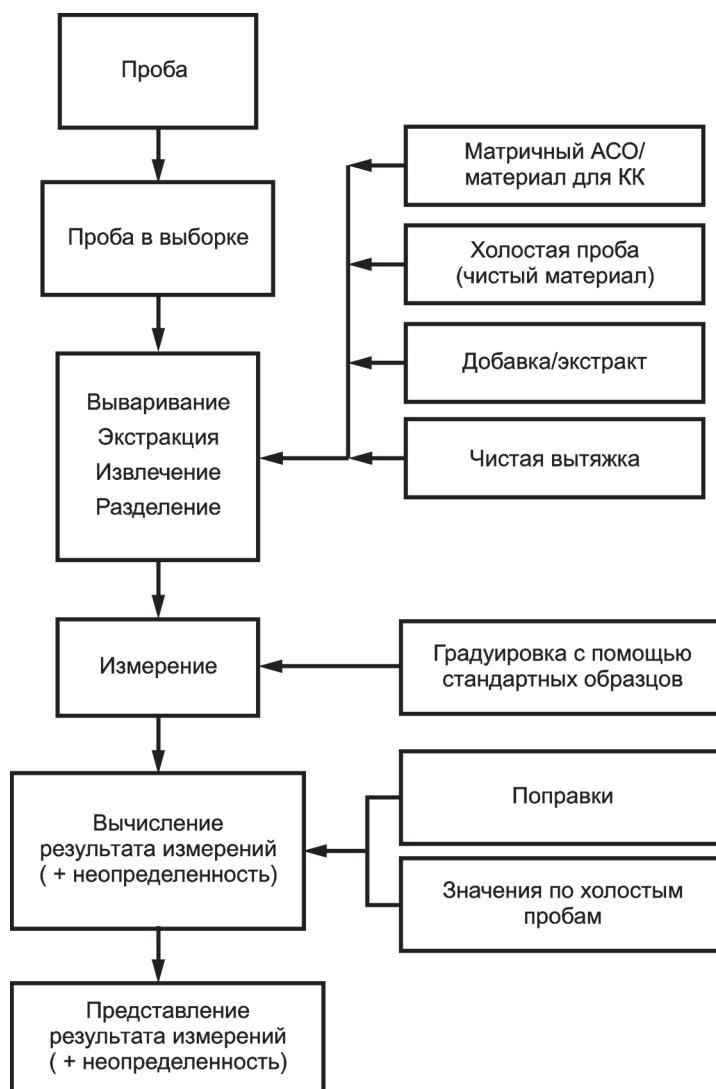 Проба
Проба в выборке
Вываривание
Экстракция
Извлечение
Разделение
Матричный АСО/
материал для КК
Холостая проба
(чистый материал)
Добавка/экстракт
Чистая вытяжка
Измерение
Градуировка с помощью
стандартных образцов
Вычисление
результата измерений
( + неопределенность)
Поправки
Значения по холостым
пробам
Представление
результата измерений
( + неопределенность)